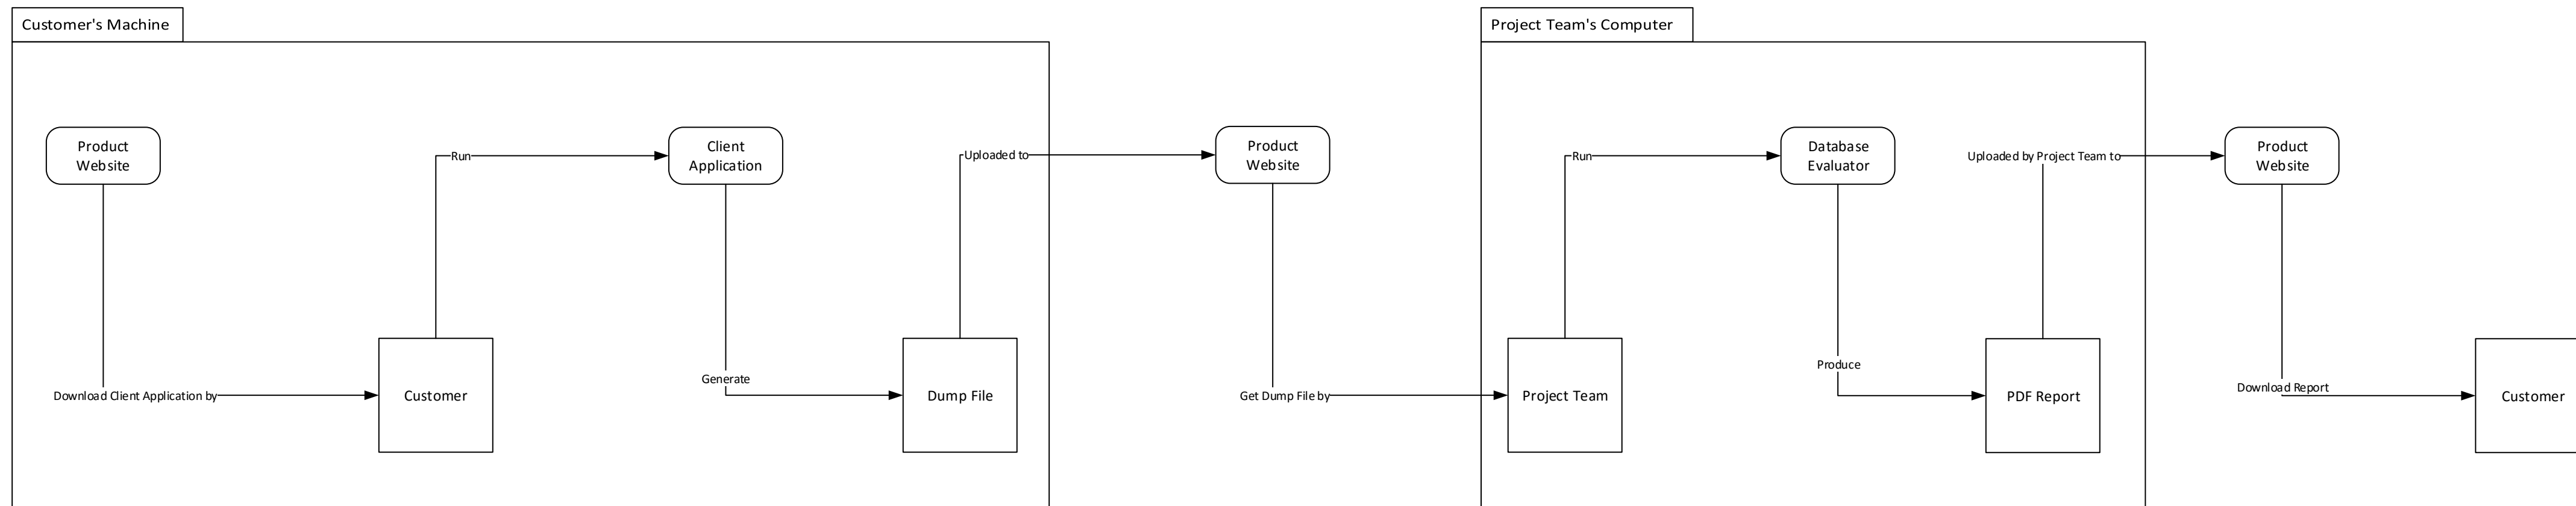 Customer's Machine
Project Team's Computer
Product
Website
Run
Client
Application
Uploaded to
Product
Website
Run
Database
Evaluator
Uploaded by Project Team to
Product
Website
Download Client Application by
Customer
Generate
Dump File
Get Dump File by
Project Team
Produce
PDF Report
Download Report
Customer